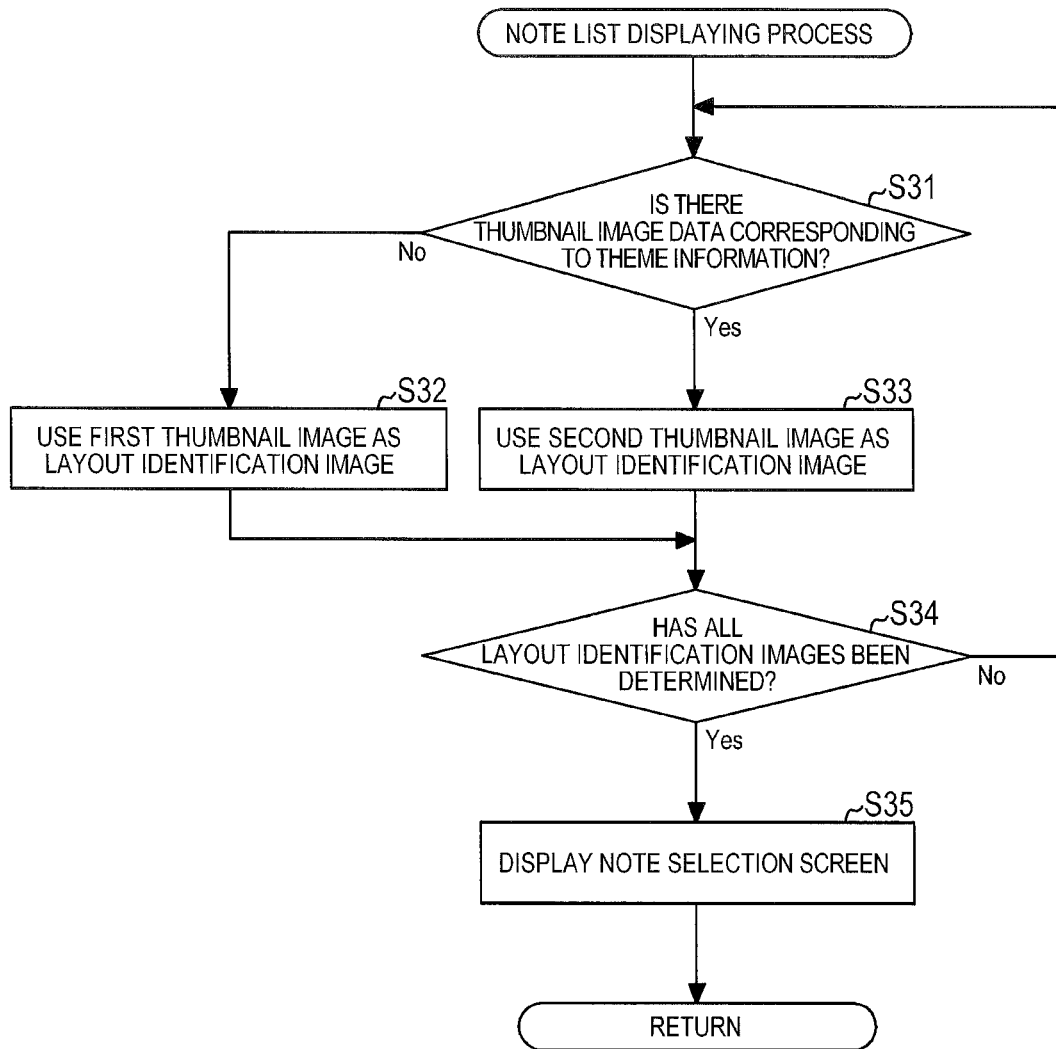 NOTE LIST DISPLAYING PROCESS
S31
IS THERE
THUMBNAIL IMAGE DATA CORRESPONDING
TO THEME INFORMATION?
No
Yes
S32
USE FIRST THUMBNAIL IMAGE AS
LAYOUT IDENTIFICATION IMAGE
S33
USE SECOND THUMBNAIL IMAGE AS
LAYOUT IDENTIFICATION IMAGE
S34
HAS ALL
LAYOUT IDENTIFICATION IMAGES BEEN
DETERMINED?
No
Yes
S35
DISPLAY NOTE SELECTION SCREEN
RETURN